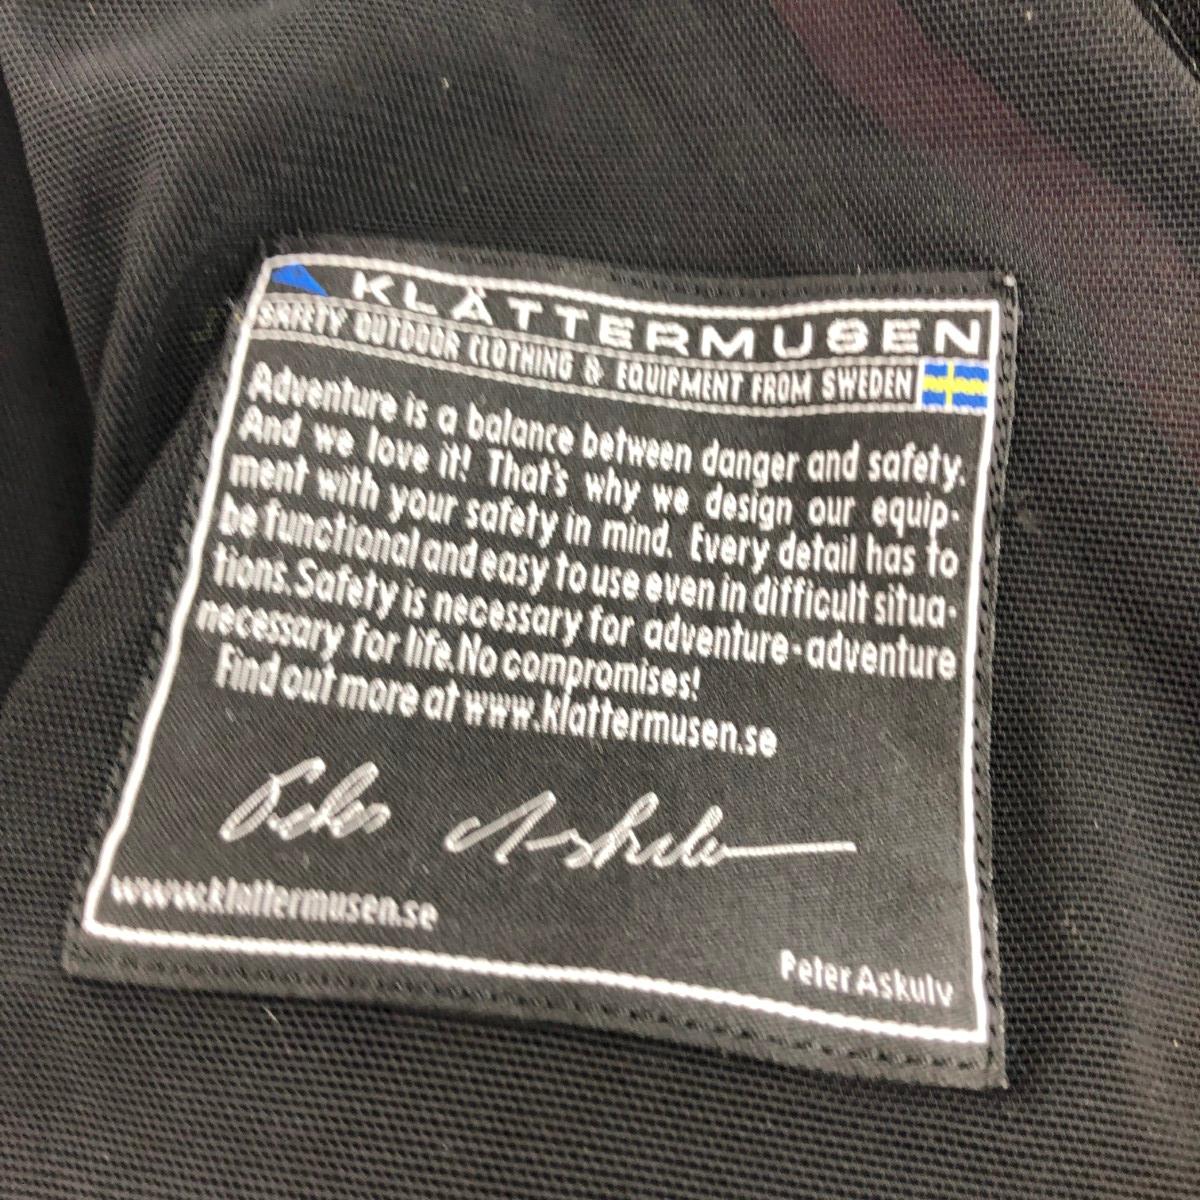 KLÄTTERMUSEN
SAFETY OUTDOOR CLOTHING & EQUIPMENT FROM SWEDEN
Adventure is a balance between danger and safety.
And we love it! That's why we design our equip-
ment with your safety in mind. Every detail has to
be functional and easy to use even in difficult situa-
tions. Safety is necessary for adventure-adventure
necessary for life. No compromises!
Find out more at www.klattermusen.se
Peter Askulv
www.klattermusen.se
Peter Askulv